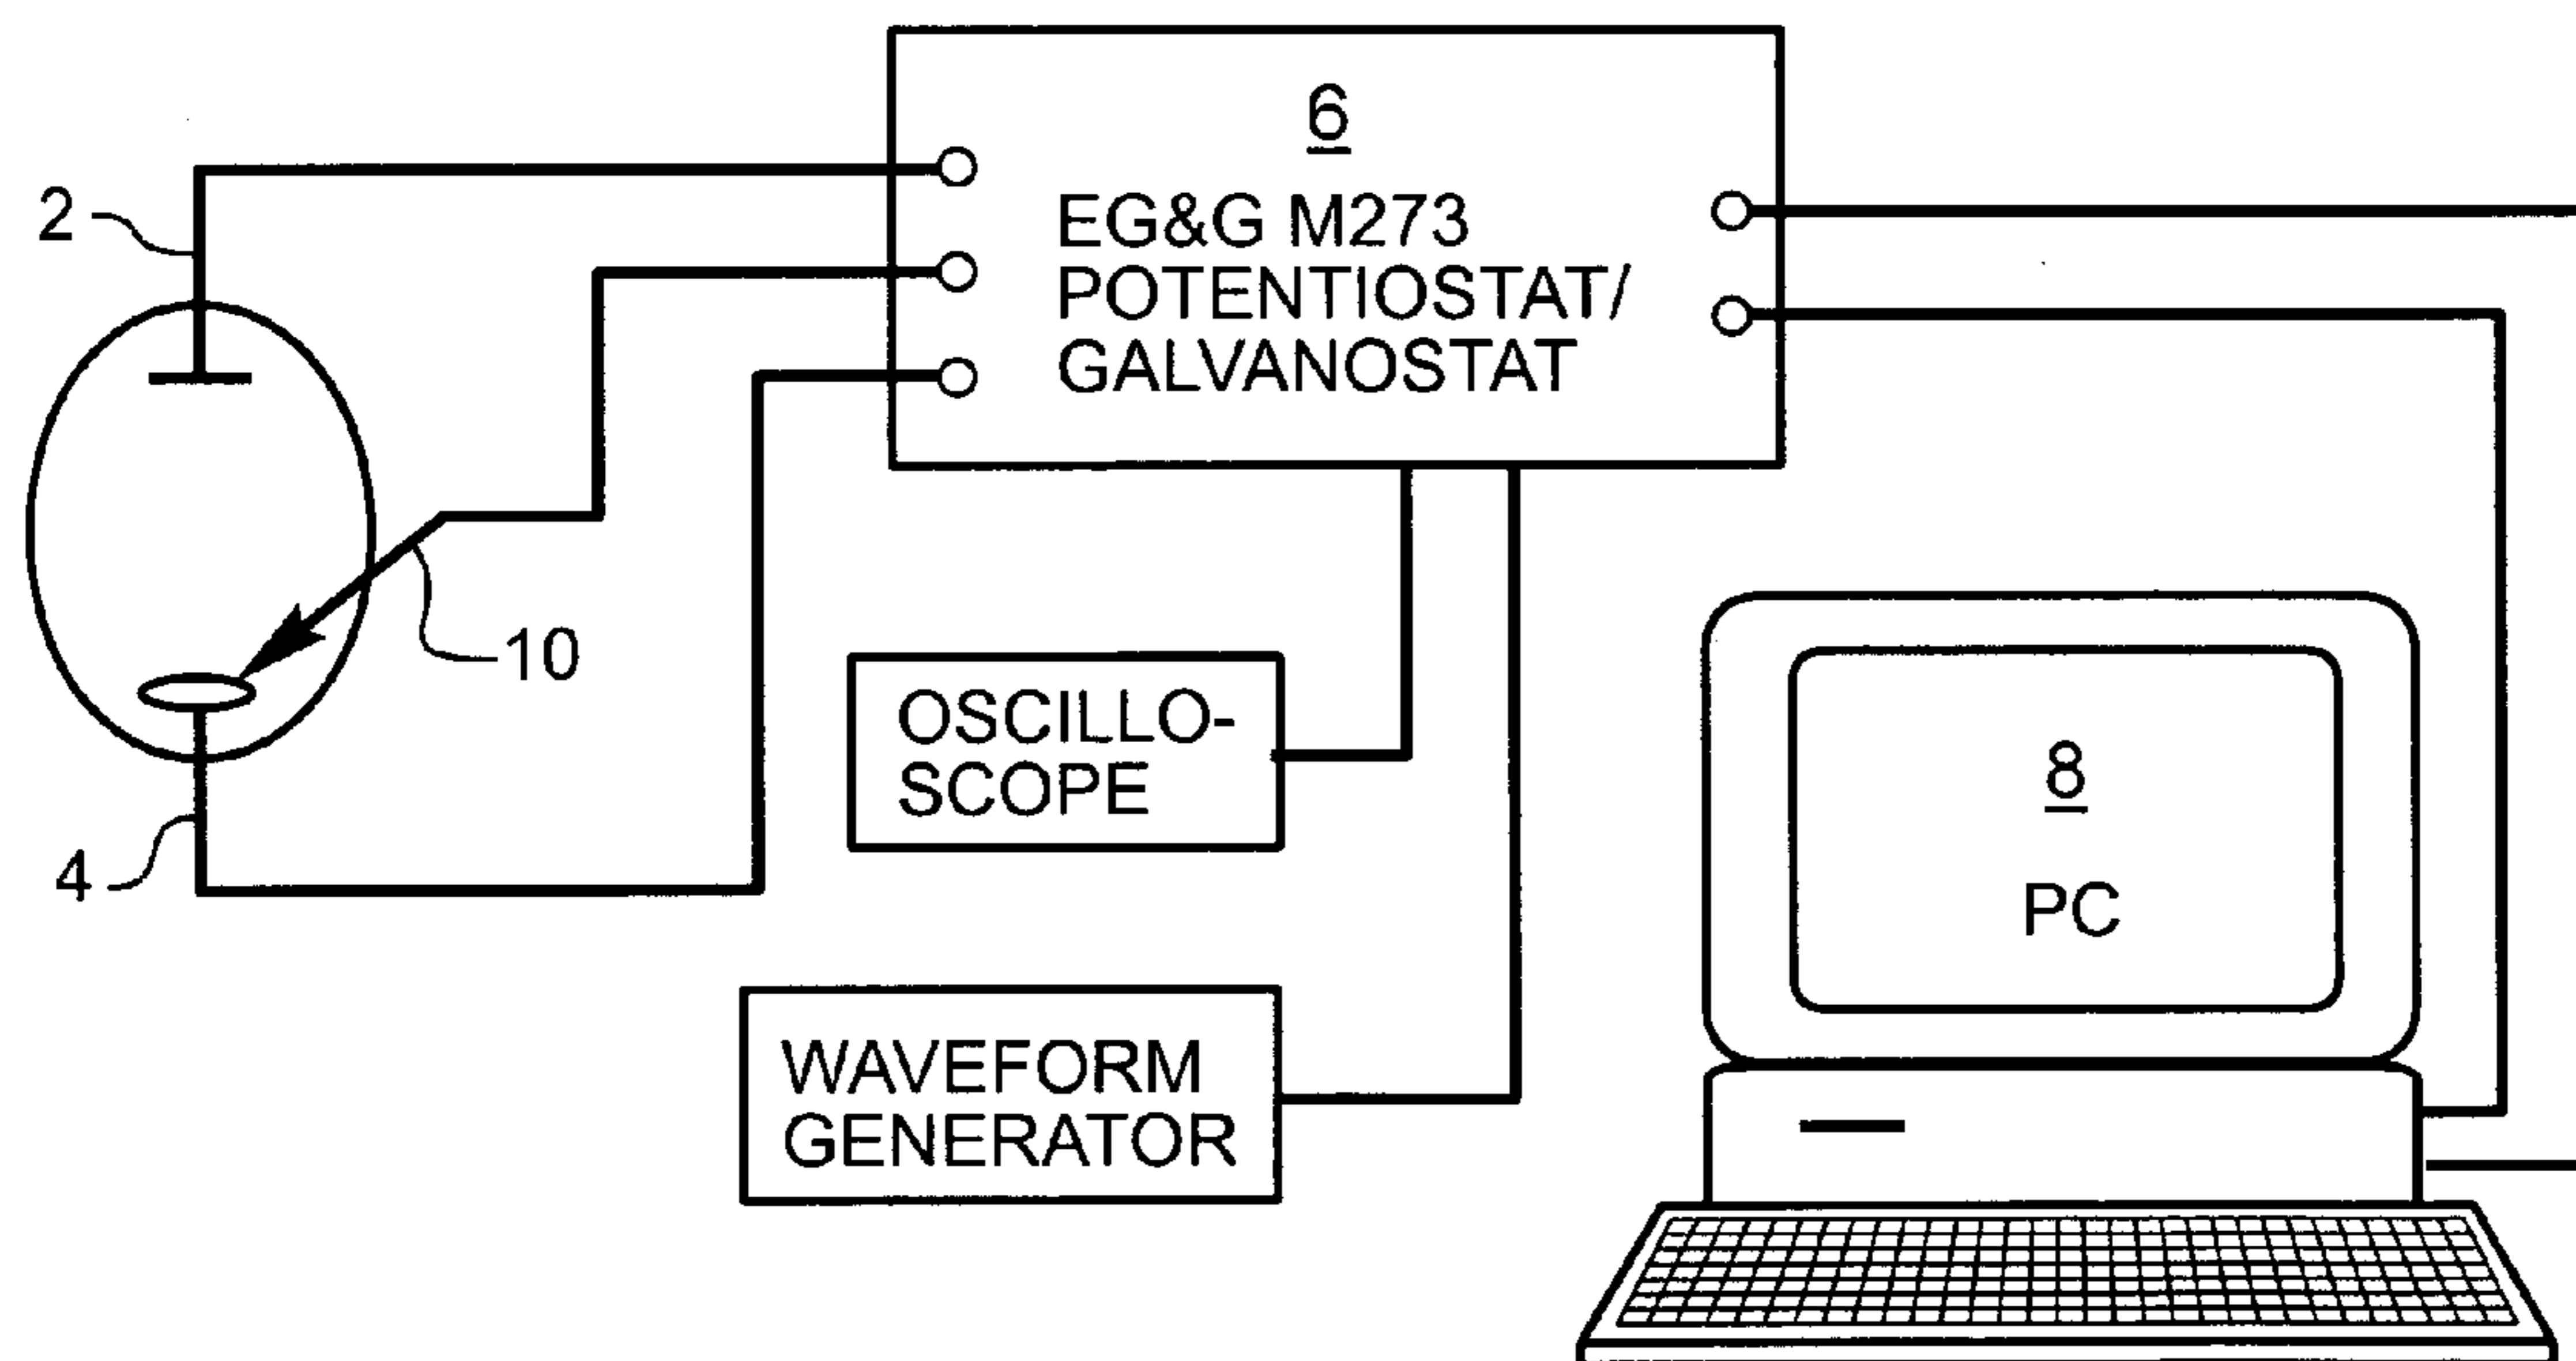 6
EG&G M273
POTENTIOSTAT/
GALVANOSTAT
2
10
4
OSCILLO-
SCOPE
WAVEFORM
GENERATOR
8
PC